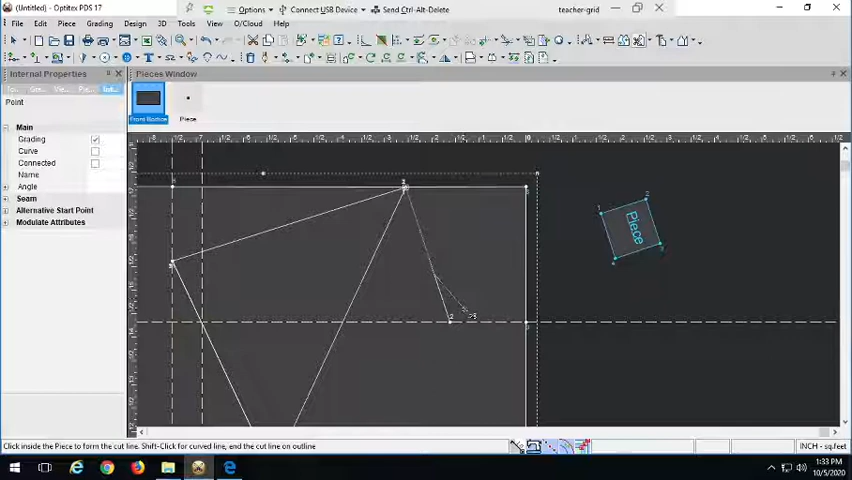 (Untitled) - Optitex PDS 17
Options
Connect USB Device
Send Ctrl-Alt-Delete
teacher-grid
File Edit Piece Grading Design 3D Tools View O/Cloud Help
Internal Properties
Pieces Window
Point
Main
Grading
Curve
Connected
Name
Angle
Seam
Alternative Start Point
Modulate Attributes
Front Bodice
Piece
Piece
Click inside the Piece to form the cut line. Shift-Click for curved line, end the cut line on outline
INCH - sq.feet
1:33 PM
10/5/2020